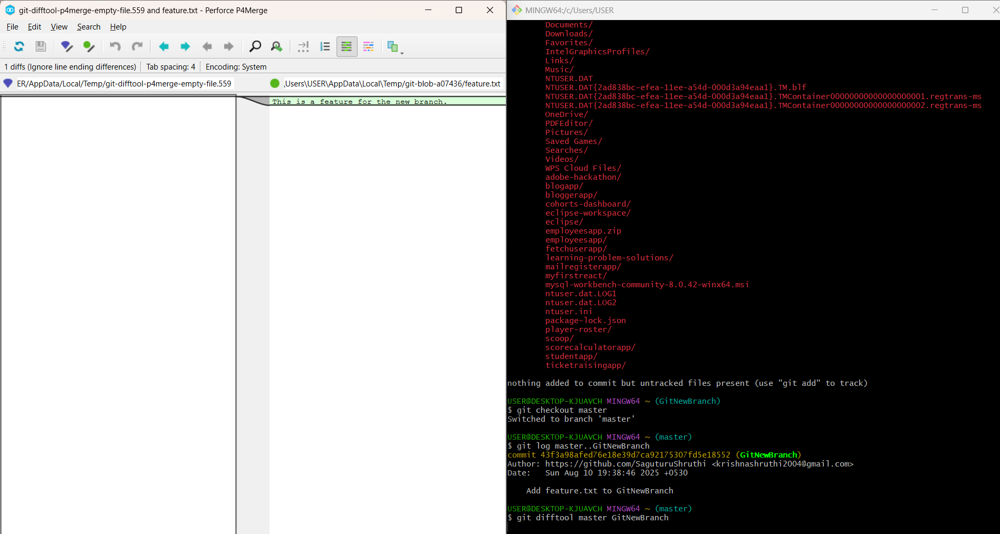 git-difftool-p4merge-empty-file.559 and feature.txt - Perforce P4Merge
File Edit View Search Help
1 diffs (Ignore line ending differences) Tab spacing: 4 Encoding: System
ER/AppData/Local/Temp/git-difftool-p4merge-empty-file.559
\Users\USER\AppData\Local\Temp/git-blob-a07436/feature.txt
This is a feature for the new branch.
MINGW64:/c/Users/USER
Documents/
Downloads/
Favorites/
IntelGraphicsProfiles/
Links/
Music/
NTUSER.DAT
NTUSER.DAT{2ad838bc-efea-11ee-a54d-000d3a94eaa1}.TM.blf
NTUSER.DAT{2ad838bc-efea-11ee-a54d-000d3a94eaa1}.TMContainer00000000000000000001.regtrans-ms
NTUSER.DAT{2ad838bc-efea-11ee-a54d-000d3a94eaa1}.TMContainer00000000000000000002.regtrans-ms
OneDrive/
PDFEditor/
Pictures/
Saved Games/
Searches/
Videos/
WPS Cloud Files/
adobe-hackathon/
blogapp/
bloggerapp/
cohorts-dashboard/
eclipse-workspace/
eclipse/
employeesapp.zip
employeesapp/
fetchuserapp/
learning-problem-solutions/
mailregisterapp/
myfirstreact/
mysql-workbench-community-8.0.42-winx64.msi
ntuser.dat.LOG1
ntuser.dat.LOG2
ntuser.ini
package-lock.json
player-roster/
scoop/
scorecalculatorapp/
studentapp/
ticketraisingapp/
nothing added to commit but untracked files present (use "git add" to track)
USER@DESKTOP-KJUAVCH MINGW64 ~ (GitNewBranch)
$ git checkout master
Switched to branch 'master'
USER@DESKTOP-KJUAVCH MINGW64 ~ (master)
$ git log master..GitNewBranch
commit 43f3a98afed76e18e39d7ca92175307fd5e18552 (GitNewBranch)
Author: https://github.com/SaguturuShruthi <krishnashruthi2004@gmail.com>
Date:   Sun Aug 10 19:38:46 2025 +0530
Add feature.txt to GitNewBranch
USER@DESKTOP-KJUAVCH MINGW64 ~ (master)
$ git difftool master GitNewBranch